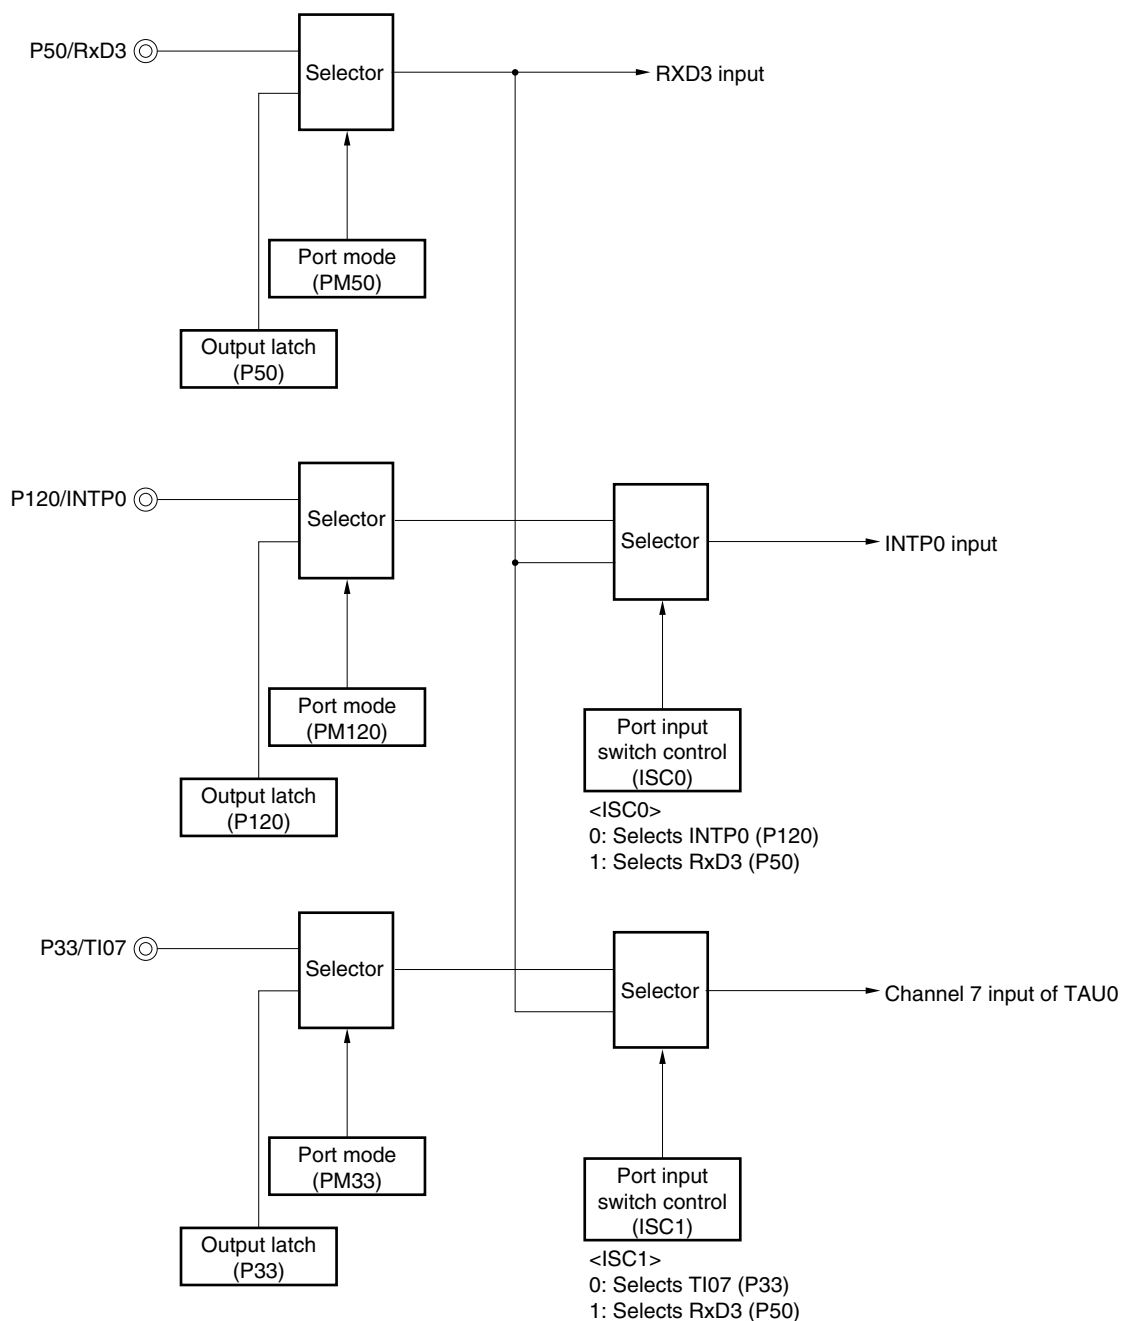 P50/RxD3
Selector
RXD3 input
Port mode
(PM50)
Output latch
(P50)
P120/INTP0
Selector
Selector
INTP0 input
Port mode
(PM120)
Port input
switch control
(ISC0)
Output latch
(P120)
<ISC0>
0: Selects INTP0 (P120)
1: Selects RxD3 (P50)
P33/TI07
Selector
Selector
Channel 7 input of TAU0
Port mode
(PM33)
Port input
switch control
(ISC1)
Output latch
(P33)
<ISC1>
0: Selects TI07 (P33)
1: Selects RxD3 (P50)